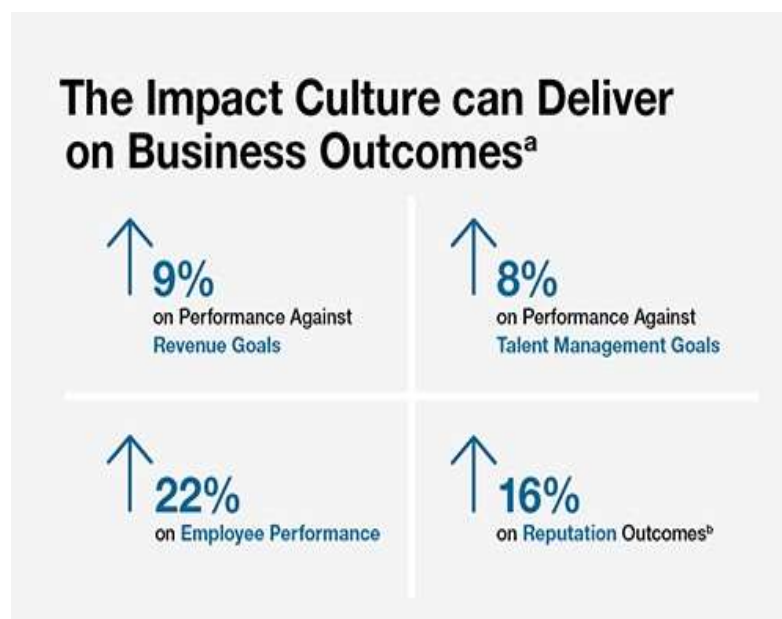 The Impact Culture can Deliver
on Business Outcomesᵃ
9%
on Performance Against
Revenue Goals
8%
on Performance Against
Talent Management Goals
22%
on Employee Performance
16%
on Reputation Outcomesᵇ